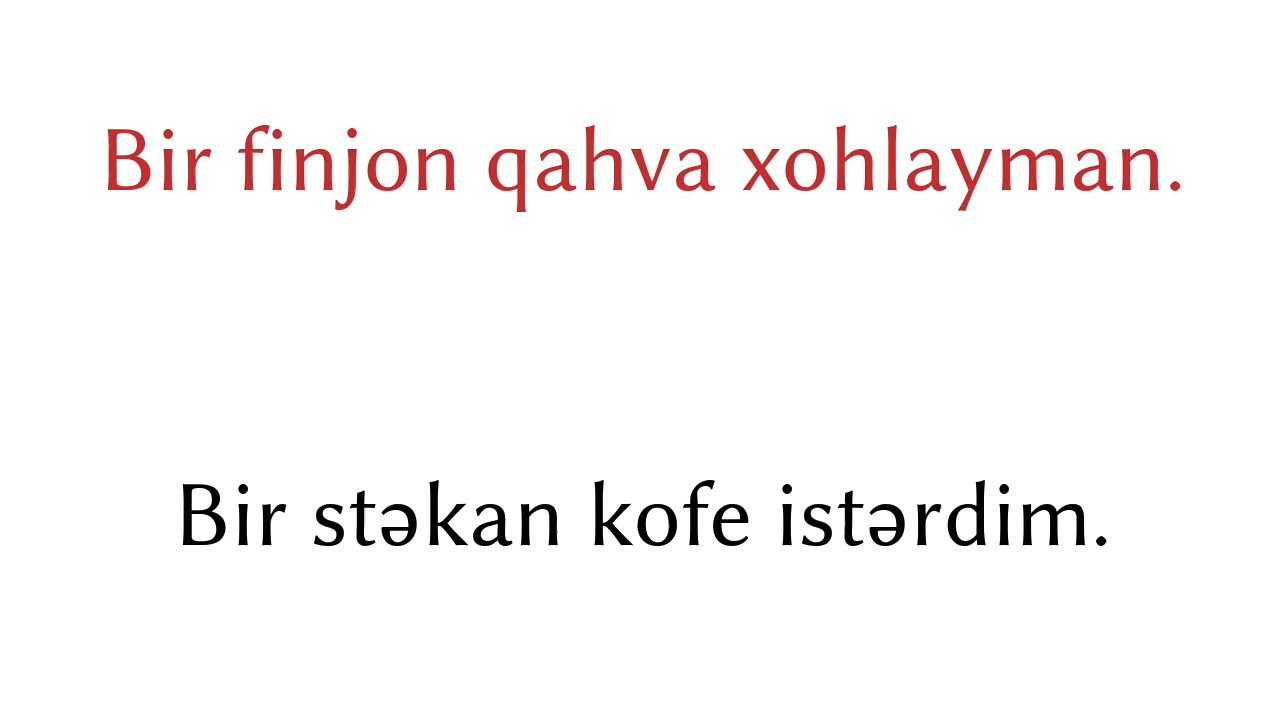 Bir finjon qahva xohlayman.
Bir stəkan kofe istərdim.